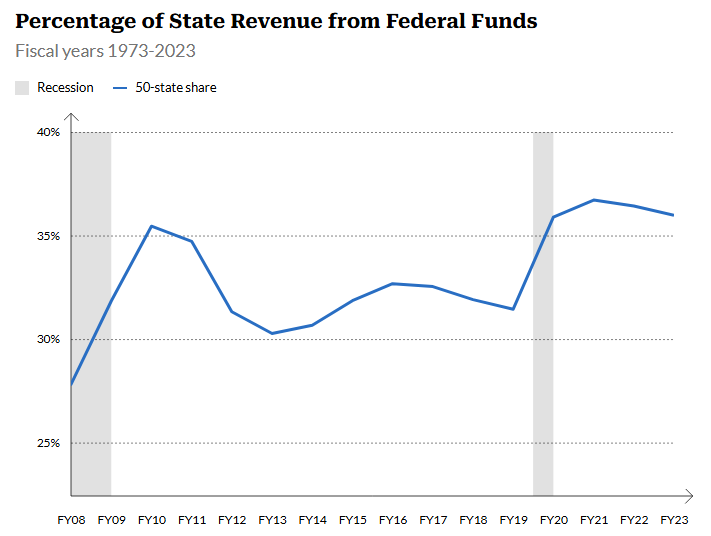 Percentage of State Revenue from Federal Funds
Fiscal years 1973-2023
Recession
50-state share
40%
35%
30%
25%
FY08 FY09 FY10 FY11 FY12 FY13 FY14 FY15 FY16 FY17 FY18 FY19 FY20 FY21 FY22 FY23